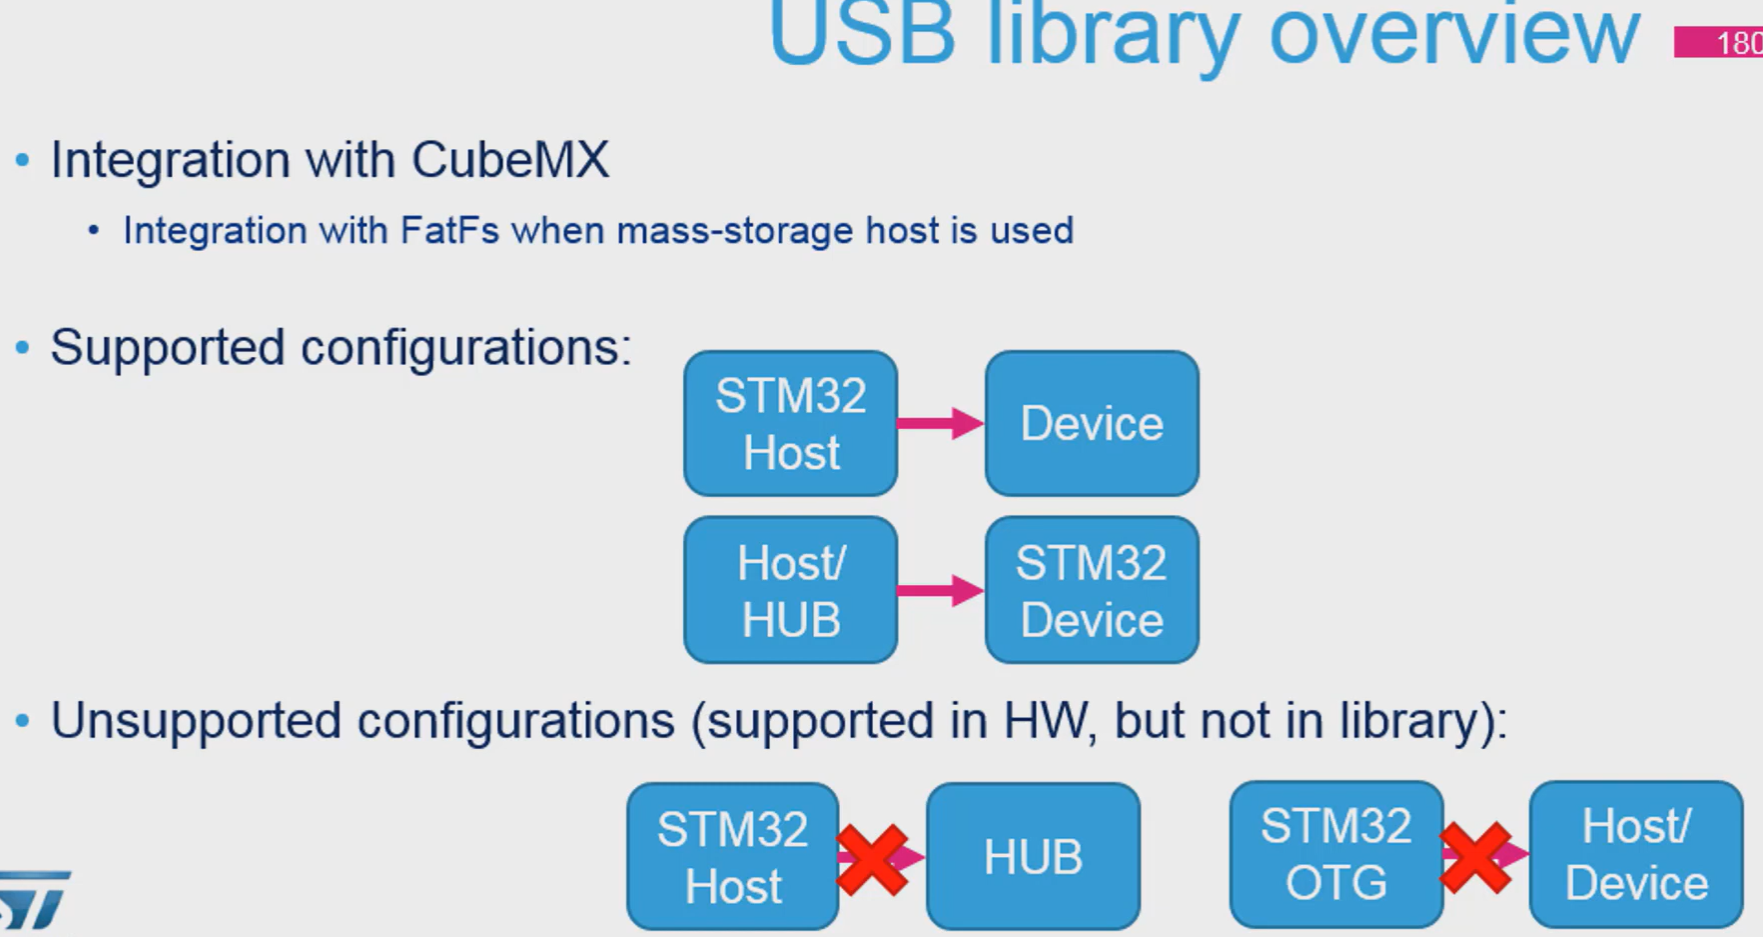 USB library overview
180
• Integration with CubeMX
• Integration with FatFs when mass-storage host is used
• Supported configurations:
STM32
Host
Device
Host/
HUB
STM32
Device
• Unsupported configurations (supported in HW, but not in library):
STM32
Host
HUB
STM32
OTG
Host/
Device
ST